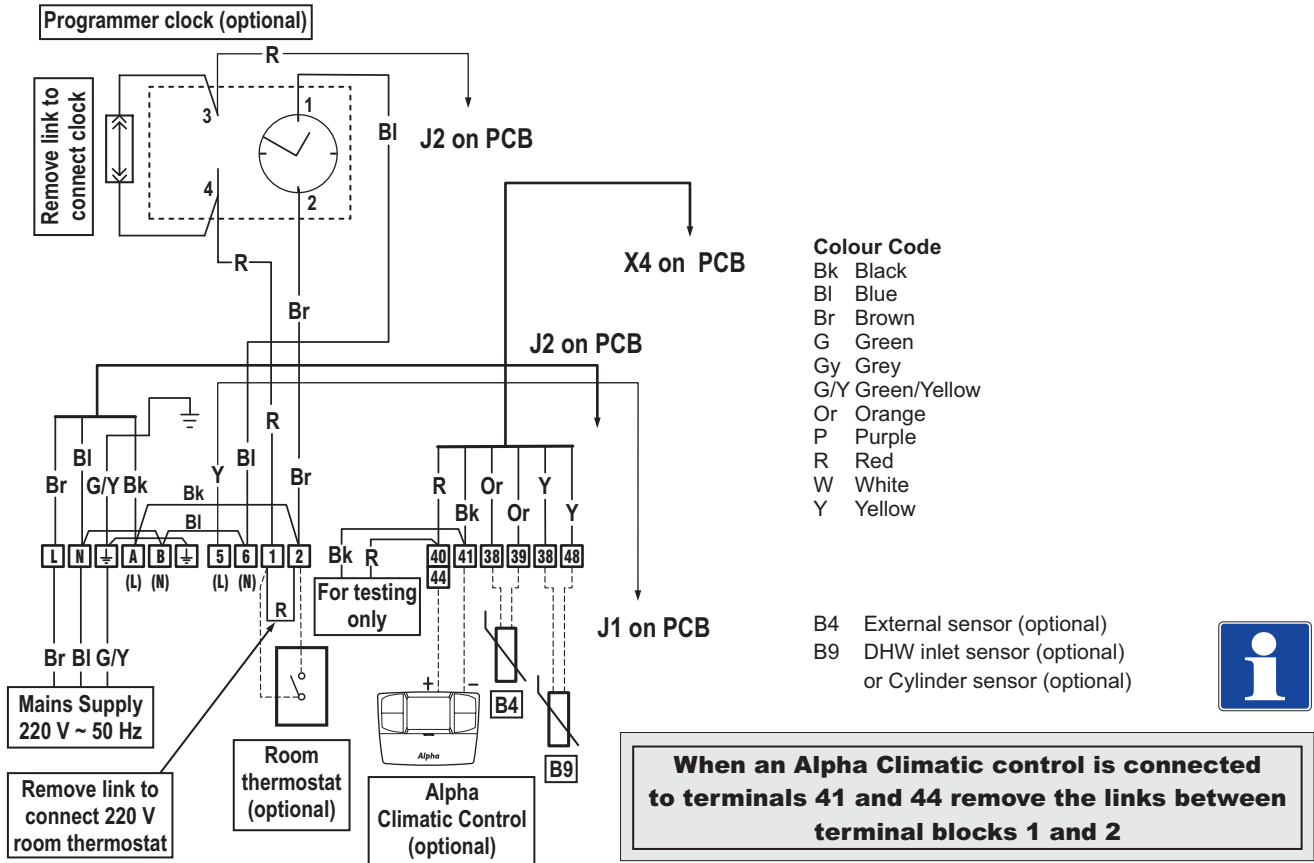 Programmer clock (optional)
R
Remove link to
connect clock
3
1
Bl
J2 on PCB
4
2
R
X4 on PCB
Br
J2 on PCB
Colour Code
Bk Black
Bl Blue
Br Brown
G Green
Gy Grey
G/Y Green/Yellow
Or Orange
P Purple
R Red
W White
Y Yellow
R
Br Bl G/Y Bk
Bk
Bl
Y Bl Br
R Bk Or Or Y Y
L N A B 5 6 1 2
(L) (N) (L) (N)
Bk R
40 41 38 39 38 48
44
For testing
only
R
J1 on PCB
B4 External sensor (optional)
B9 DHW inlet sensor (optional)
or Cylinder sensor (optional)
i
Br Bl G/Y
Mains Supply
220 V ~ 50 Hz
+ –
Alpha
B4
B9
Remove link to
connect 220 V
room thermostat
Room
thermostat
(optional)
Alpha
Climatic Control
(optional)
When an Alpha Climatic control is connected
to terminals 41 and 44 remove the links between
terminal blocks 1 and 2